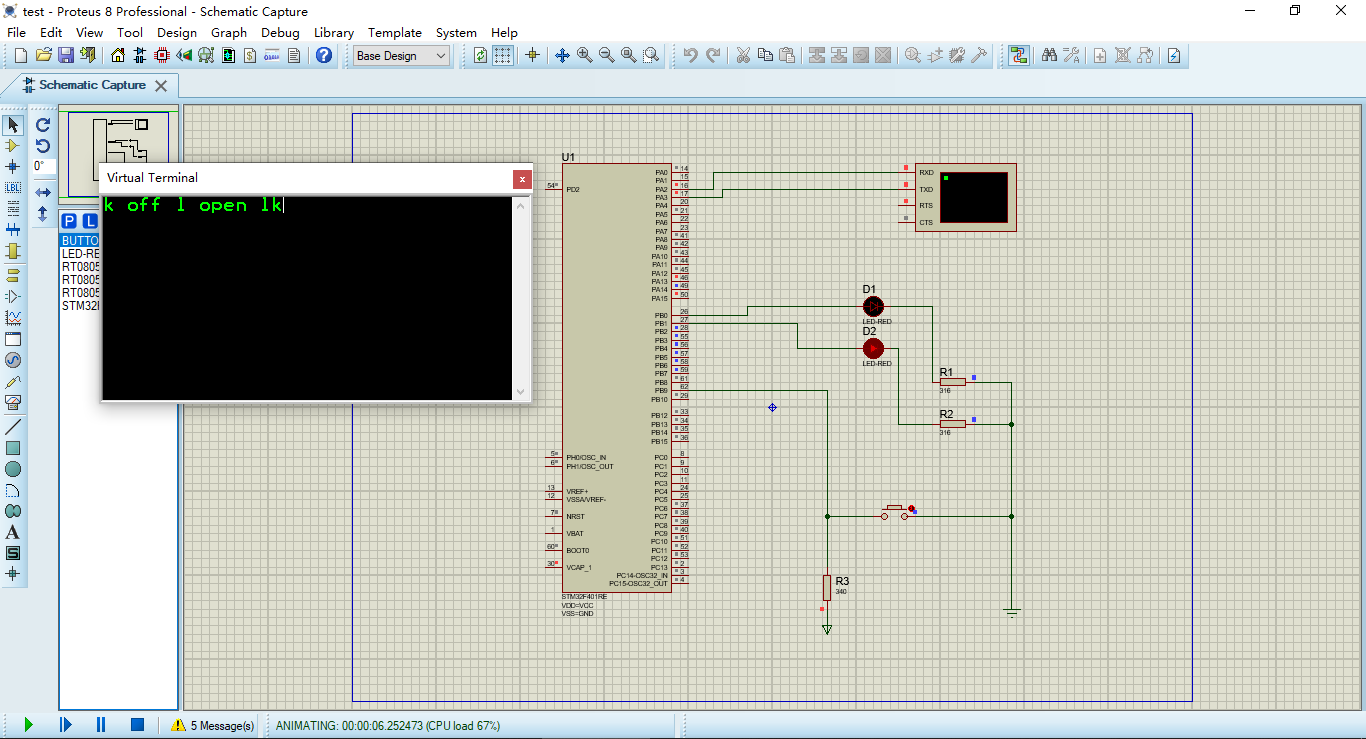 test - Proteus 8 Professional - Schematic Capture
File Edit View Tool Design Graph Debug Library Template System Help
Base Design
Schematic Capture
0°
P L
BUTTO
LED-RE
RT0805
RT0805
RT0805
STM32
Virtual Terminal
k off l open lk
U1
54 PD2
5 PH0/OSC_IN
6 PH1/OSC_OUT
13 VREF+
12 VSSA/VREF-
7 NRST
1 VBAT
60 BOOT0
30 VCAP_1
PA0 14
PA1 15
PA2 16
PA3 17
PA4 20
PA5 21
PA6 22
PA7 23
PA8 41
PA9 42
PA10 43
PA11 44
PA12 45
PA13 46
PA14 49
PA15 50
PB0 26
PB1 27
PB2 28
PB3 55
PB4 56
PB5 57
PB6 58
PB7 59
PB8 61
PB9 62
PB10 29
PB12 33
PB13 34
PB14 35
PB15 36
PC0 8
PC1 9
PC2 10
PC3 11
PC4 24
PC5 25
PC6 37
PC7 38
PC8 39
PC9 40
PC10 51
PC11 52
PC12 53
PC13 2
PC14-OSC32_IN 3
PC15-OSC32_OUT 4
STM32F401RE
VDD=VCC
VSS=GND
RXD
TXD
RTS
CTS
D1
LED-RED
D2
LED-RED
R1
316
R2
316
R3
340
5 Message(s)
ANIMATING: 00:00:06.252473 (CPU load 67%)